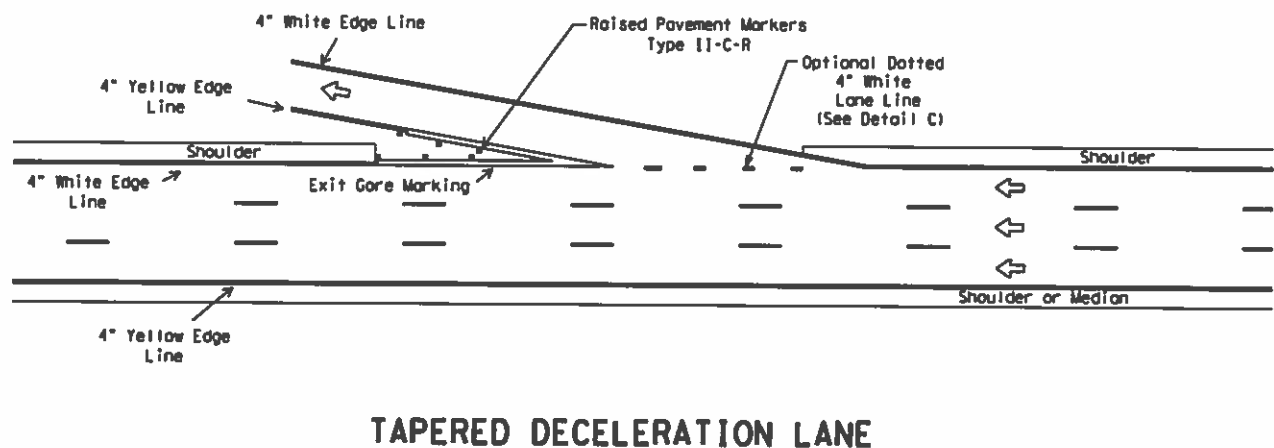 4" White Edge Line
Raised Pavement Markers
Type II-C-R
Optional Dotted
4" White
Lane Line
(See Detail C)
4" Yellow Edge
Line
Shoulder
Shoulder
4" White Edge
Line
Exit Gore Marking
Shoulder or Median
4" Yellow Edge
Line
TAPERED DECELERATION LANE